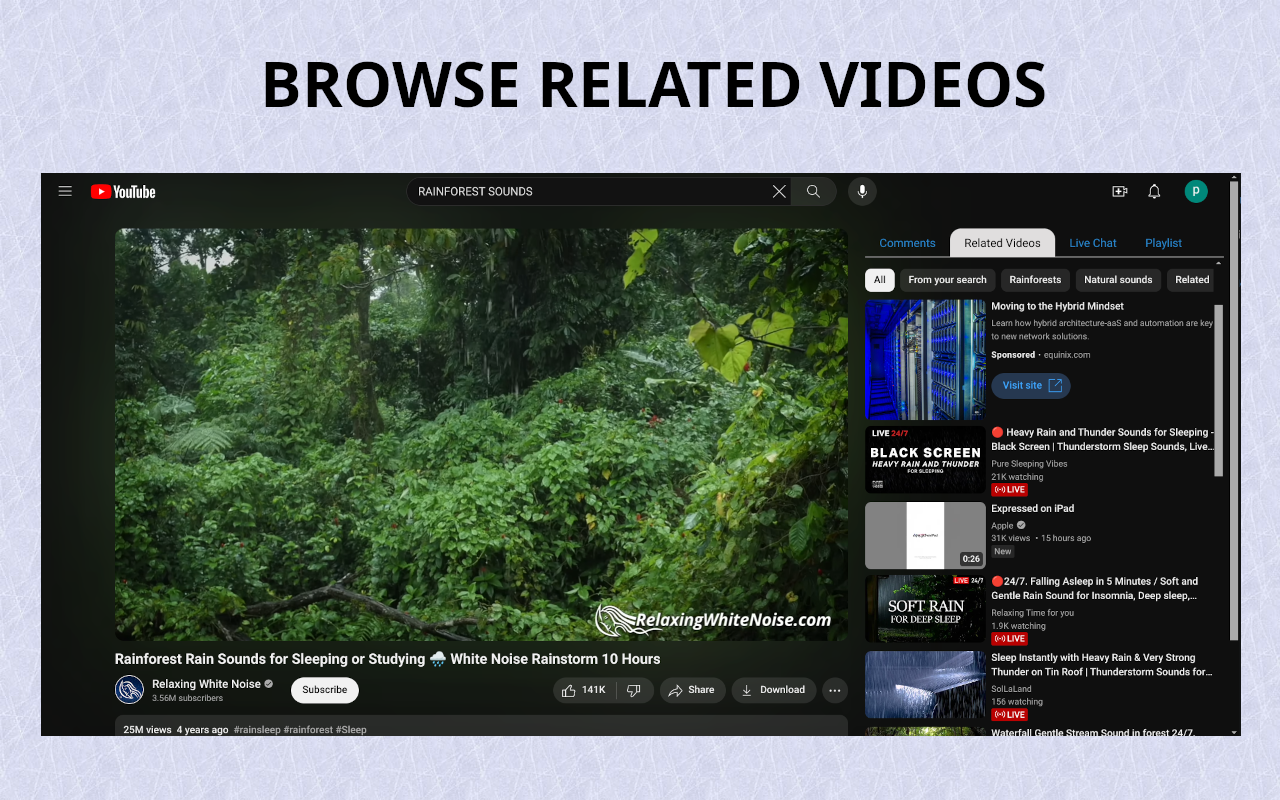 BROWSE RELATED VIDEOS
YouTube
RAINFOREST SOUNDS
p
Comments
Related Videos
Live Chat
Playlist
All
From your search
Rainforests
Natural sounds
Related
Moving to the Hybrid Mindset
Learn how hybrid architecture-aaS and automation are key
to new network solutions.
Sponsored · equinix.com
Visit site
LIVE 24/7
BLACK SCREEN
HEAVY RAIN AND THUNDER
FOR SLEEPING
🔴 Heavy Rain and Thunder Sounds for Sleeping -
Black Screen | Thunderstorm Sleep Sounds, Live...
Pure Sleeping Vibes
21K watching
LIVE
0:26
Expressed on iPad
Apple
31K views • 15 hours ago
New
LIVE 24/7
SOFT RAIN
FOR DEEP SLEEP
🔴24/7. Falling Asleep in 5 Minutes / Soft and
Gentle Rain Sound for Insomnia, Deep sleep,...
Relaxing Time for you
1.9K watching
LIVE
Sleep Instantly with Heavy Rain & Very Strong
Thunder on Tin Roof | Thunderstorm Sounds for...
SolLaLand
156 watching
LIVE
Waterfall Gentle Stream Sound in forest 24/7.
RelaxingWhiteNoise.com
Rainforest Rain Sounds for Sleeping or Studying 🌧️ White Noise Rainstorm 10 Hours
Relaxing White Noise
3.56M subscribers
Subscribe
141K
Share
Download
25M views 4 years ago #rainsleep #rainforest #Sleep